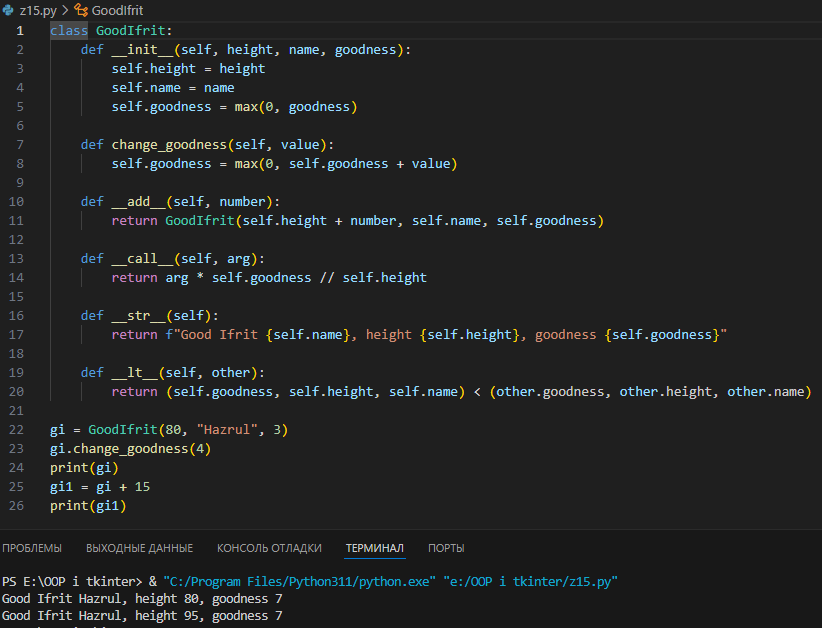 z15.py > GoodIfrit
1 class GoodIfrit:
2     def __init__(self, height, name, goodness):
3         self.height = height
4         self.name = name
5         self.goodness = max(0, goodness)
6
7     def change_goodness(self, value):
8         self.goodness = max(0, self.goodness + value)
9
10     def __add__(self, number):
11         return GoodIfrit(self.height + number, self.name, self.goodness)
12
13     def __call__(self, arg):
14         return arg * self.goodness // self.height
15
16     def __str__(self):
17         return f"Good Ifrit {self.name}, height {self.height}, goodness {self.goodness}"
18
19     def __lt__(self, other):
20         return (self.goodness, self.height, self.name) < (other.goodness, other.height, other.name)
21
22 gi = GoodIfrit(80, "Hazrul", 3)
23 gi.change_goodness(4)
24 print(gi)
25 gi1 = gi + 15
26 print(gi1)
ПРОБЛЕМЫ ВЫХОДНЫЕ ДАННЫЕ КОНСОЛЬ ОТЛАДКИ ТЕРМИНАЛ ПОРТЫ
PS E:\OOP i tkinter> & "C:/Program Files/Python311/python.exe" "e:/OOP i tkinter/z15.py"
Good Ifrit Hazrul, height 80, goodness 7
Good Ifrit Hazrul, height 95, goodness 7